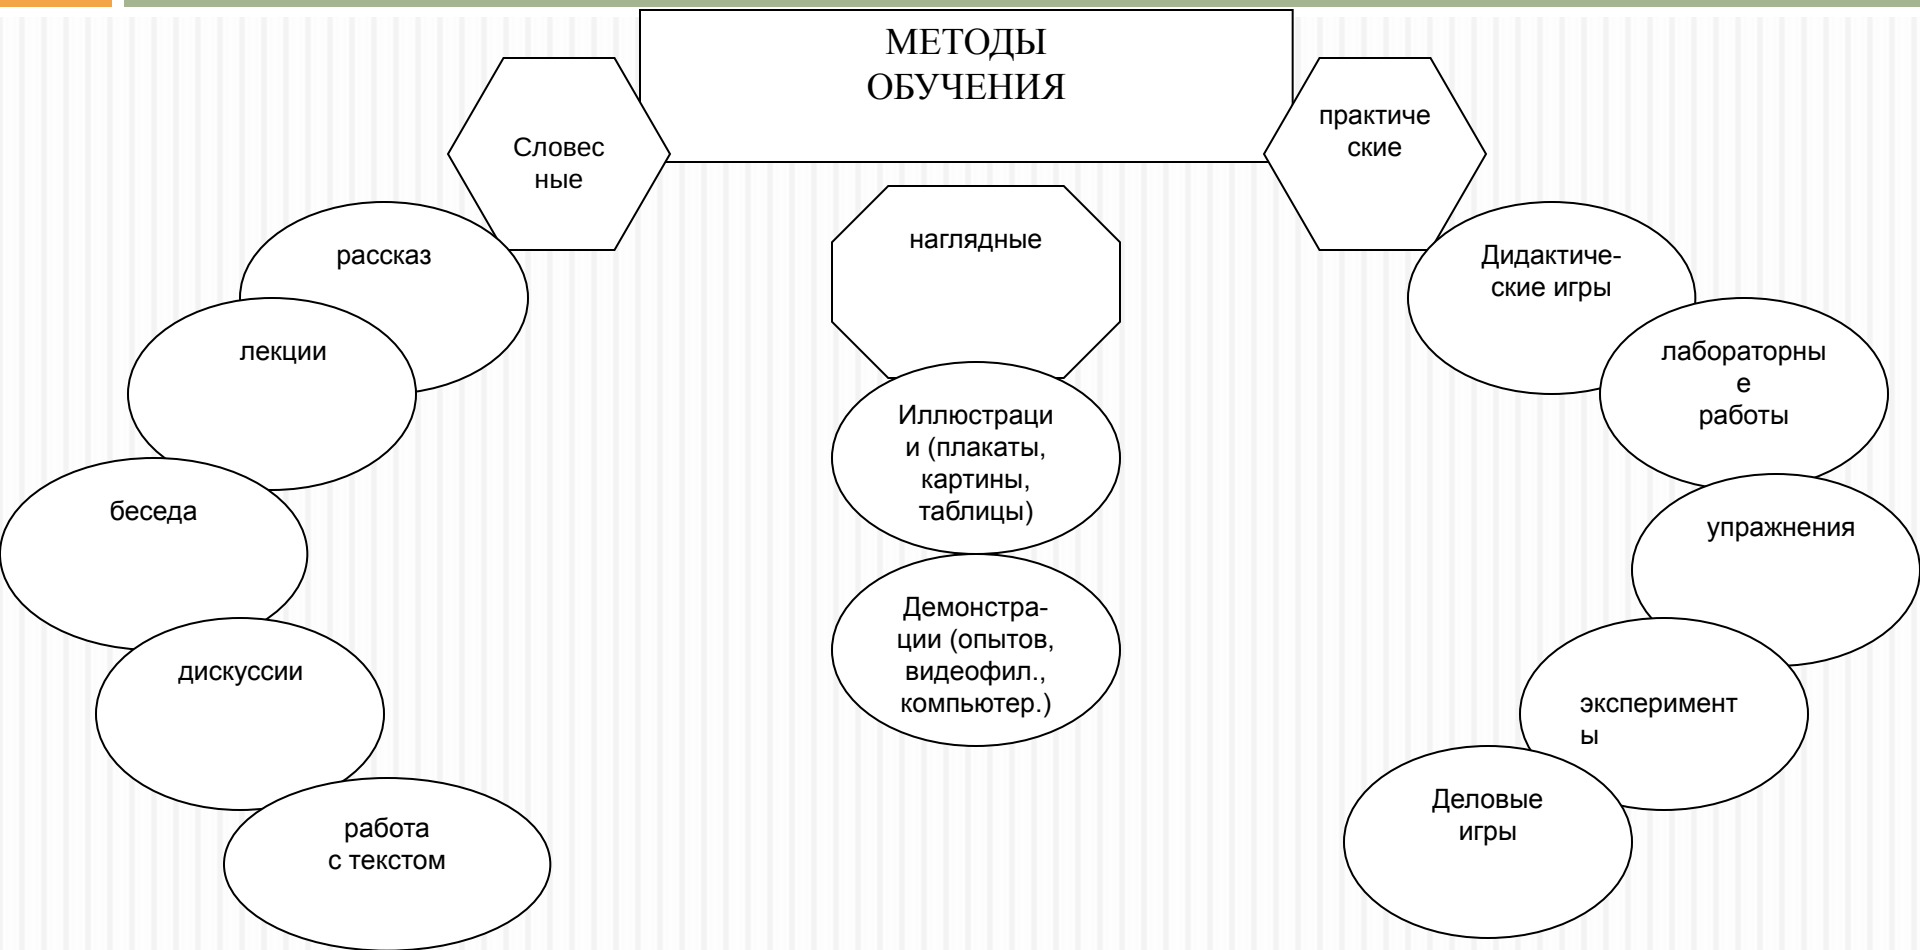 МЕТОДЫ
ОБУЧЕНИЯ
Словес
ные
рассказ
лекции
беседа
дискуссии
работа
с текстом
наглядные
Иллюстраци
и (плакаты,
картины,
таблицы)
Демонстра-
ции (опытов,
видеофил.,
компьютер.)
практиче
ские
Дидактиче-
ские игры
лабораторны
е
работы
упражнения
эксперимент
ы
Деловые
игры